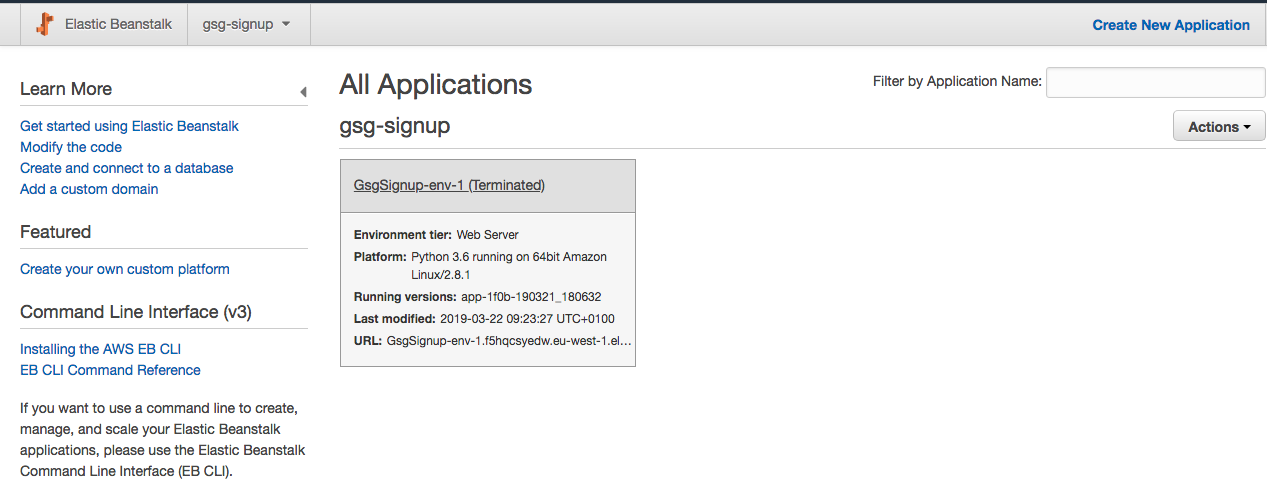 Elastic Beanstalk
gsg-signup
Create New Application
Learn More
Get started using Elastic Beanstalk
Modify the code
Create and connect to a database
Add a custom domain
Featured
Create your own custom platform
Command Line Interface (v3)
Installing the AWS EB CLI
EB CLI Command Reference
If you want to use a command line to create,
manage, and scale your Elastic Beanstalk
applications, please use the Elastic Beanstalk
Command Line Interface (EB CLI).
All Applications
Filter by Application Name:
gsg-signup
Actions
GsgSignup-env-1 (Terminated)
Environment tier: Web Server
Platform: Python 3.6 running on 64bit Amazon
Linux/2.8.1
Running versions: app-1f0b-190321_180632
Last modified: 2019-03-22 09:23:27 UTC+0100
URL: GsgSignup-env-1.f5hqcsyedw.eu-west-1.el...